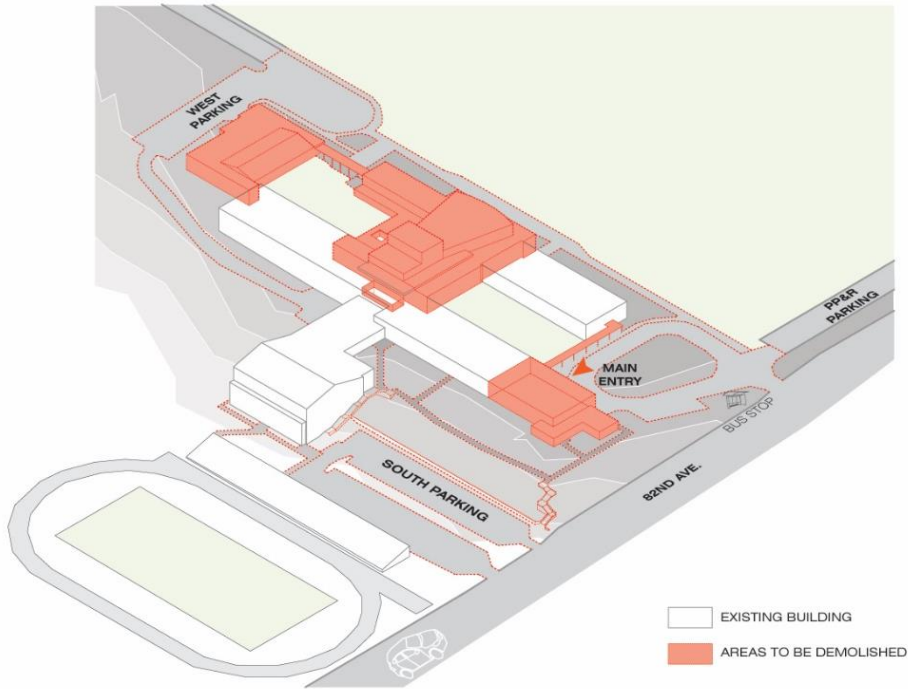 WEST
PARKING
PP&R
PARKING
MAIN
ENTRY
BUS STOP
82ND AVE.
SOUTH PARKING
EXISTING BUILDING
AREAS TO BE DEMOLISHED